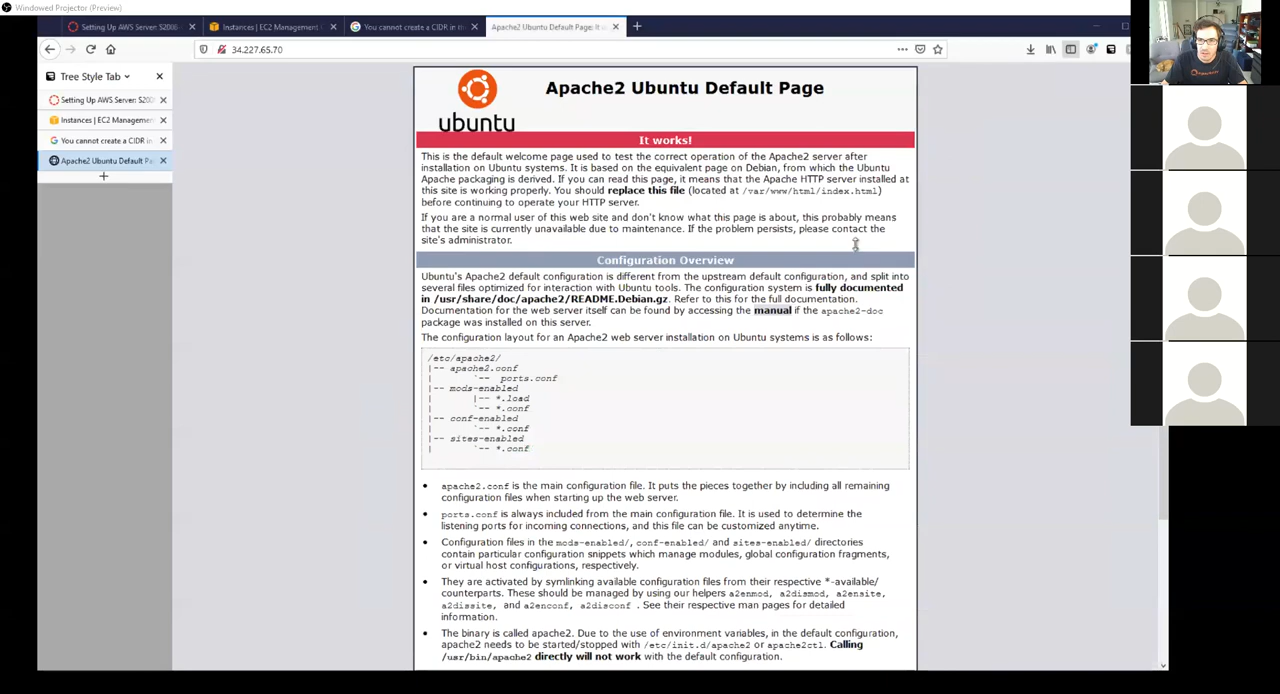 Windowed Projector (Preview)
Setting Up AWS Server: S2008
Instances | EC2 Management
You cannot create a CIDR in
Apache2 Ubuntu Default Page: It
34.227.65.70
Tree Style Tab
Setting Up AWS Server: S200
Instances | EC2 Manageme
You cannot create a CIDR in
Apache2 Ubuntu Default Pa
ubuntu
Apache2 Ubuntu Default Page
It works!
This is the default welcome page used to test the correct operation of the Apache2 server after
installation on Ubuntu systems. It is based on the equivalent page on Debian, from which the Ubuntu
Apache packaging is derived. If you can read this page, it means that the Apache HTTP server installed at
this site is working properly. You should replace this file (located at /var/www/html/index.html)
before continuing to operate your HTTP server.
If you are a normal user of this web site and don't know what this page is about, this probably means
that the site is currently unavailable due to maintenance. If the problem persists, please contact the
site's administrator.
Configuration Overview
Ubuntu's Apache2 default configuration is different from the upstream default configuration, and split into
several files optimized for interaction with Ubuntu tools. The configuration system is fully documented
in /usr/share/doc/apache2/README.Debian.gz. Refer to this for the full documentation.
Documentation for the web server itself can be found by accessing the manual if the apache2-doc
package was installed on this server.
The configuration layout for an Apache2 web server installation on Ubuntu systems is as follows:
/etc/apache2/
|-- apache2.conf
|       `--  ports.conf
|-- mods-enabled
|       |-- *.load
|       `-- *.conf
|-- conf-enabled
|       `-- *.conf
|-- sites-enabled
|       `-- *.conf
apache2.conf is the main configuration file. It puts the pieces together by including all remaining
configuration files when starting up the web server.
ports.conf is always included from the main configuration file. It is used to determine the
listening ports for incoming connections, and this file can be customized anytime.
Configuration files in the mods-enabled/, conf-enabled/ and sites-enabled/ directories
contain particular configuration snippets which manage modules, global configuration fragments,
or virtual host configurations, respectively.
They are activated by symlinking available configuration files from their respective *-available/
counterparts. These should be managed by using our helpers a2enmod, a2dismod, a2ensite,
a2dissite, and a2enconf, a2disconf . See their respective man pages for detailed
information.
The binary is called apache2. Due to the use of environment variables, in the default configuration,
apache2 needs to be started/stopped with /etc/init.d/apache2 or apache2ctl. Calling
/usr/bin/apache2 directly will not work with the default configuration.